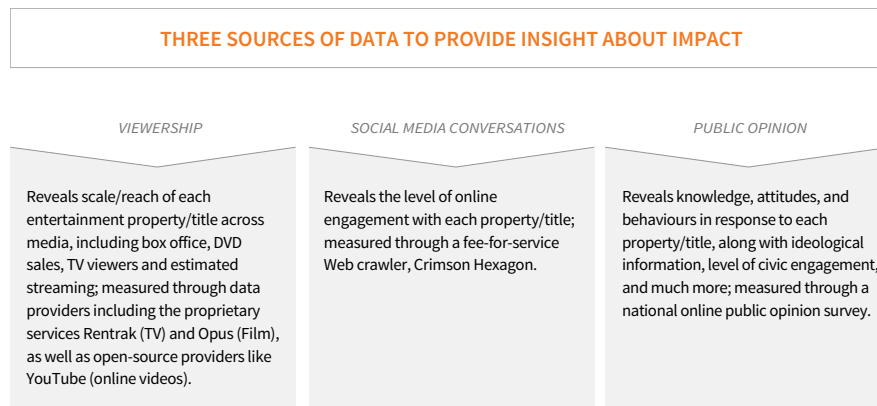 THREE SOURCES OF DATA TO PROVIDE INSIGHT ABOUT IMPACT
VIEWERSHIP
Reveals scale/reach of each
entertainment property/title across
media, including box office, DVD
sales, TV viewers and estimated
streaming; measured through data
providers including the proprietary
services Rentrak (TV) and Opus (Film),
as well as open-source providers like
YouTube (online videos).
SOCIAL MEDIA CONVERSATIONS
Reveals the level of online
engagement with each property/title;
measured through a fee-for-service
Web crawler, Crimson Hexagon.
PUBLIC OPINION
Reveals knowledge, attitudes, and
behaviours in response to each
property/title, along with ideological
information, level of civic engagement,
and much more; measured through a
national online public opinion survey.